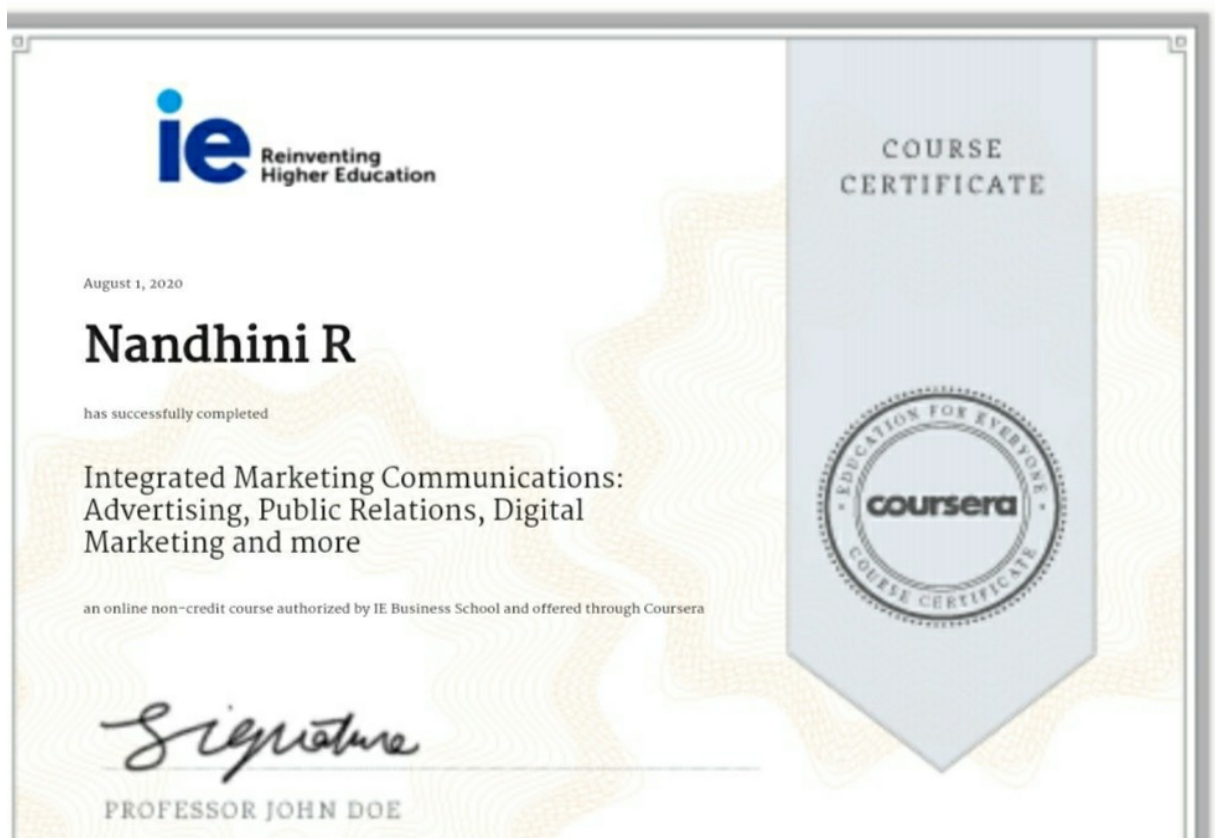 ie
Reinventing
Higher Education
COURSE
CERTIFICATE
August 1, 2020
Nandhini R
has successfully completed
Integrated Marketing Communications:
Advertising, Public Relations, Digital
Marketing and more
an online non-credit course authorized by IE Business School and offered through Coursera
EDUCATION FOR EVERYONE
coursera
COURSE CERTIFICATE
Signature
PROFESSOR JOHN DOE